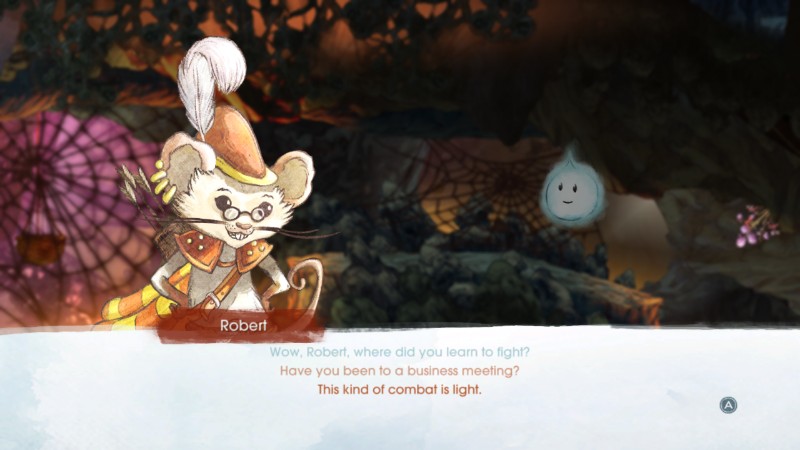 Robert
Wow, Robert, where did you learn to fight?
Have you been to a business meeting?
This kind of combat is light.
A